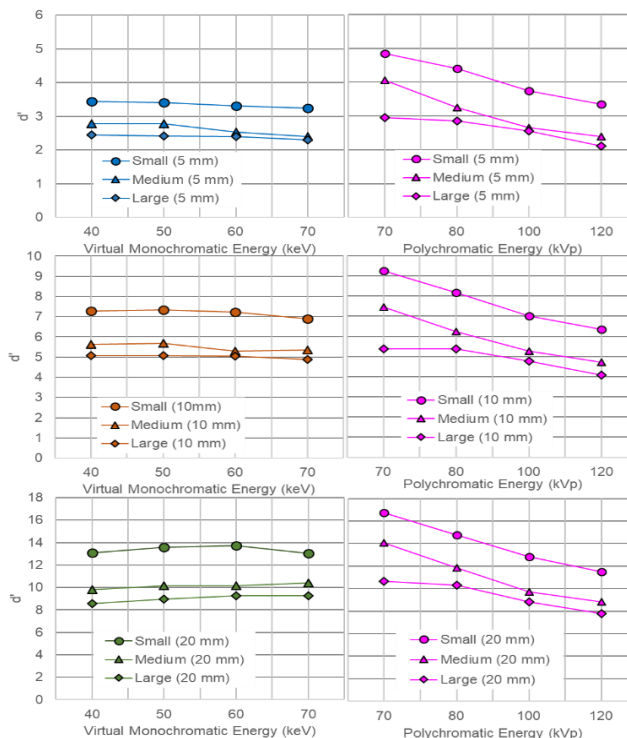 6
5
4
3
2
1
0
d'
Small (5 mm)
Medium (5 mm)
Large (5 mm)
40 50 60 70
Virtual Monochromatic Energy (keV)
Small (5 mm)
Medium (5 mm)
Large (5 mm)
70 80 100 120
Polychromatic Energy (kVp)
10
9
8
7
6
5
4
3
2
1
0
d'
Small (10mm)
Medium (10 mm)
Large (10 mm)
40 50 60 70
Virtual Monochromatic Energy (keV)
Small (10 mm)
Medium (10 mm)
Large (10 mm)
70 80 100 120
Polychromatic Energy (kVp)
18
16
14
12
10
8
6
4
2
0
d'
Small (20 mm)
Medium (20 mm)
Large (20 mm)
40 50 60 70
Virtual Monochromatic Energy (keV)
Small (20 mm)
Medium (20 mm)
Large (20 mm)
70 80 100 120
Polychromatic Energy (kVp)